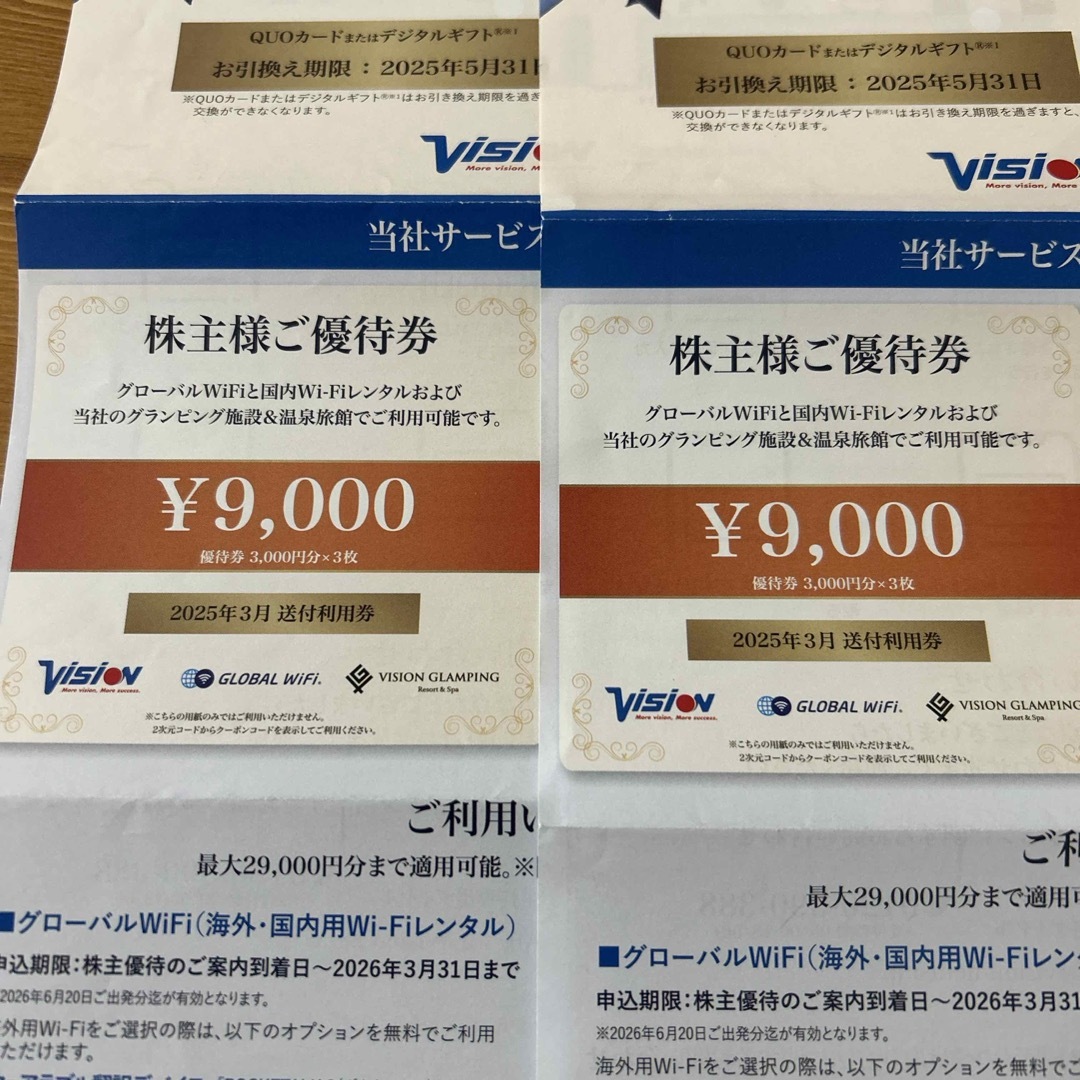 QUOカードまたはデジタルギフト®※1
お引換え期限：2025年5月31
※QUOカードまたはデジタルギフト®※1はお引き換え期限を過ぎ
交換ができなくなります。
VISION
More vision, Mo
当社サービス
株主様ご優待券
グローバルWiFiと国内Wi-Fiレンタルおよび
当社のグランピング施設&温泉旅館でご利用可能です。
¥9,000
優待券 3,000円分×3枚
2025年3月 送付利用券
VISION
More vision, More success.
GLOBAL WiFi.
VISION GLAMPING
Resort & Spa
※こちらの用紙のみではご利用いただけません。
2次元コードからクーポンコードを表示してご利用ください。
ご利用い
最大29,000円分まで適用可能。※
■グローバルWiFi(海外・国内用Wi-Fiレンタル)
申込期限:株主優待のご案内到着日～2026年3月31日まで
2026年6月20日ご出発分迄が有効となります。
外用Wi-Fiをご選択の際は、以下のオプションを無料でご利用
ただけます。
QUOカードまたはデジタルギフト®※1
お引換え期限：2025年5月31日
※QUOカードまたはデジタルギフト®※1はお引き換え期限を過ぎますと、
交換ができなくなります。
VISION
More vision, More
当社サービス
株主様ご優待券
グローバルWiFiと国内Wi-Fiレンタルおよび
当社のグランピング施設&温泉旅館でご利用可能です。
¥9,000
優待券 3,000円分×3枚
2025年3月 送付利用券
VISION
More vision, More success.
GLOBAL WiFi.
VISION GLAMPING
Resort & Spa
※こちらの用紙のみではご利用いただけません。
2次元コードからクーポンコードを表示してご利用ください。
ご利
最大29,000円分まで適用可
■グローバルWiFi(海外・国内用Wi-Fiレン
申込期限:株主優待のご案内到着日～2026年3月31
※2026年6月20日ご出発分迄が有効となります。
海外用Wi-Fiをご選択の際は、以下のオプションを無料でご